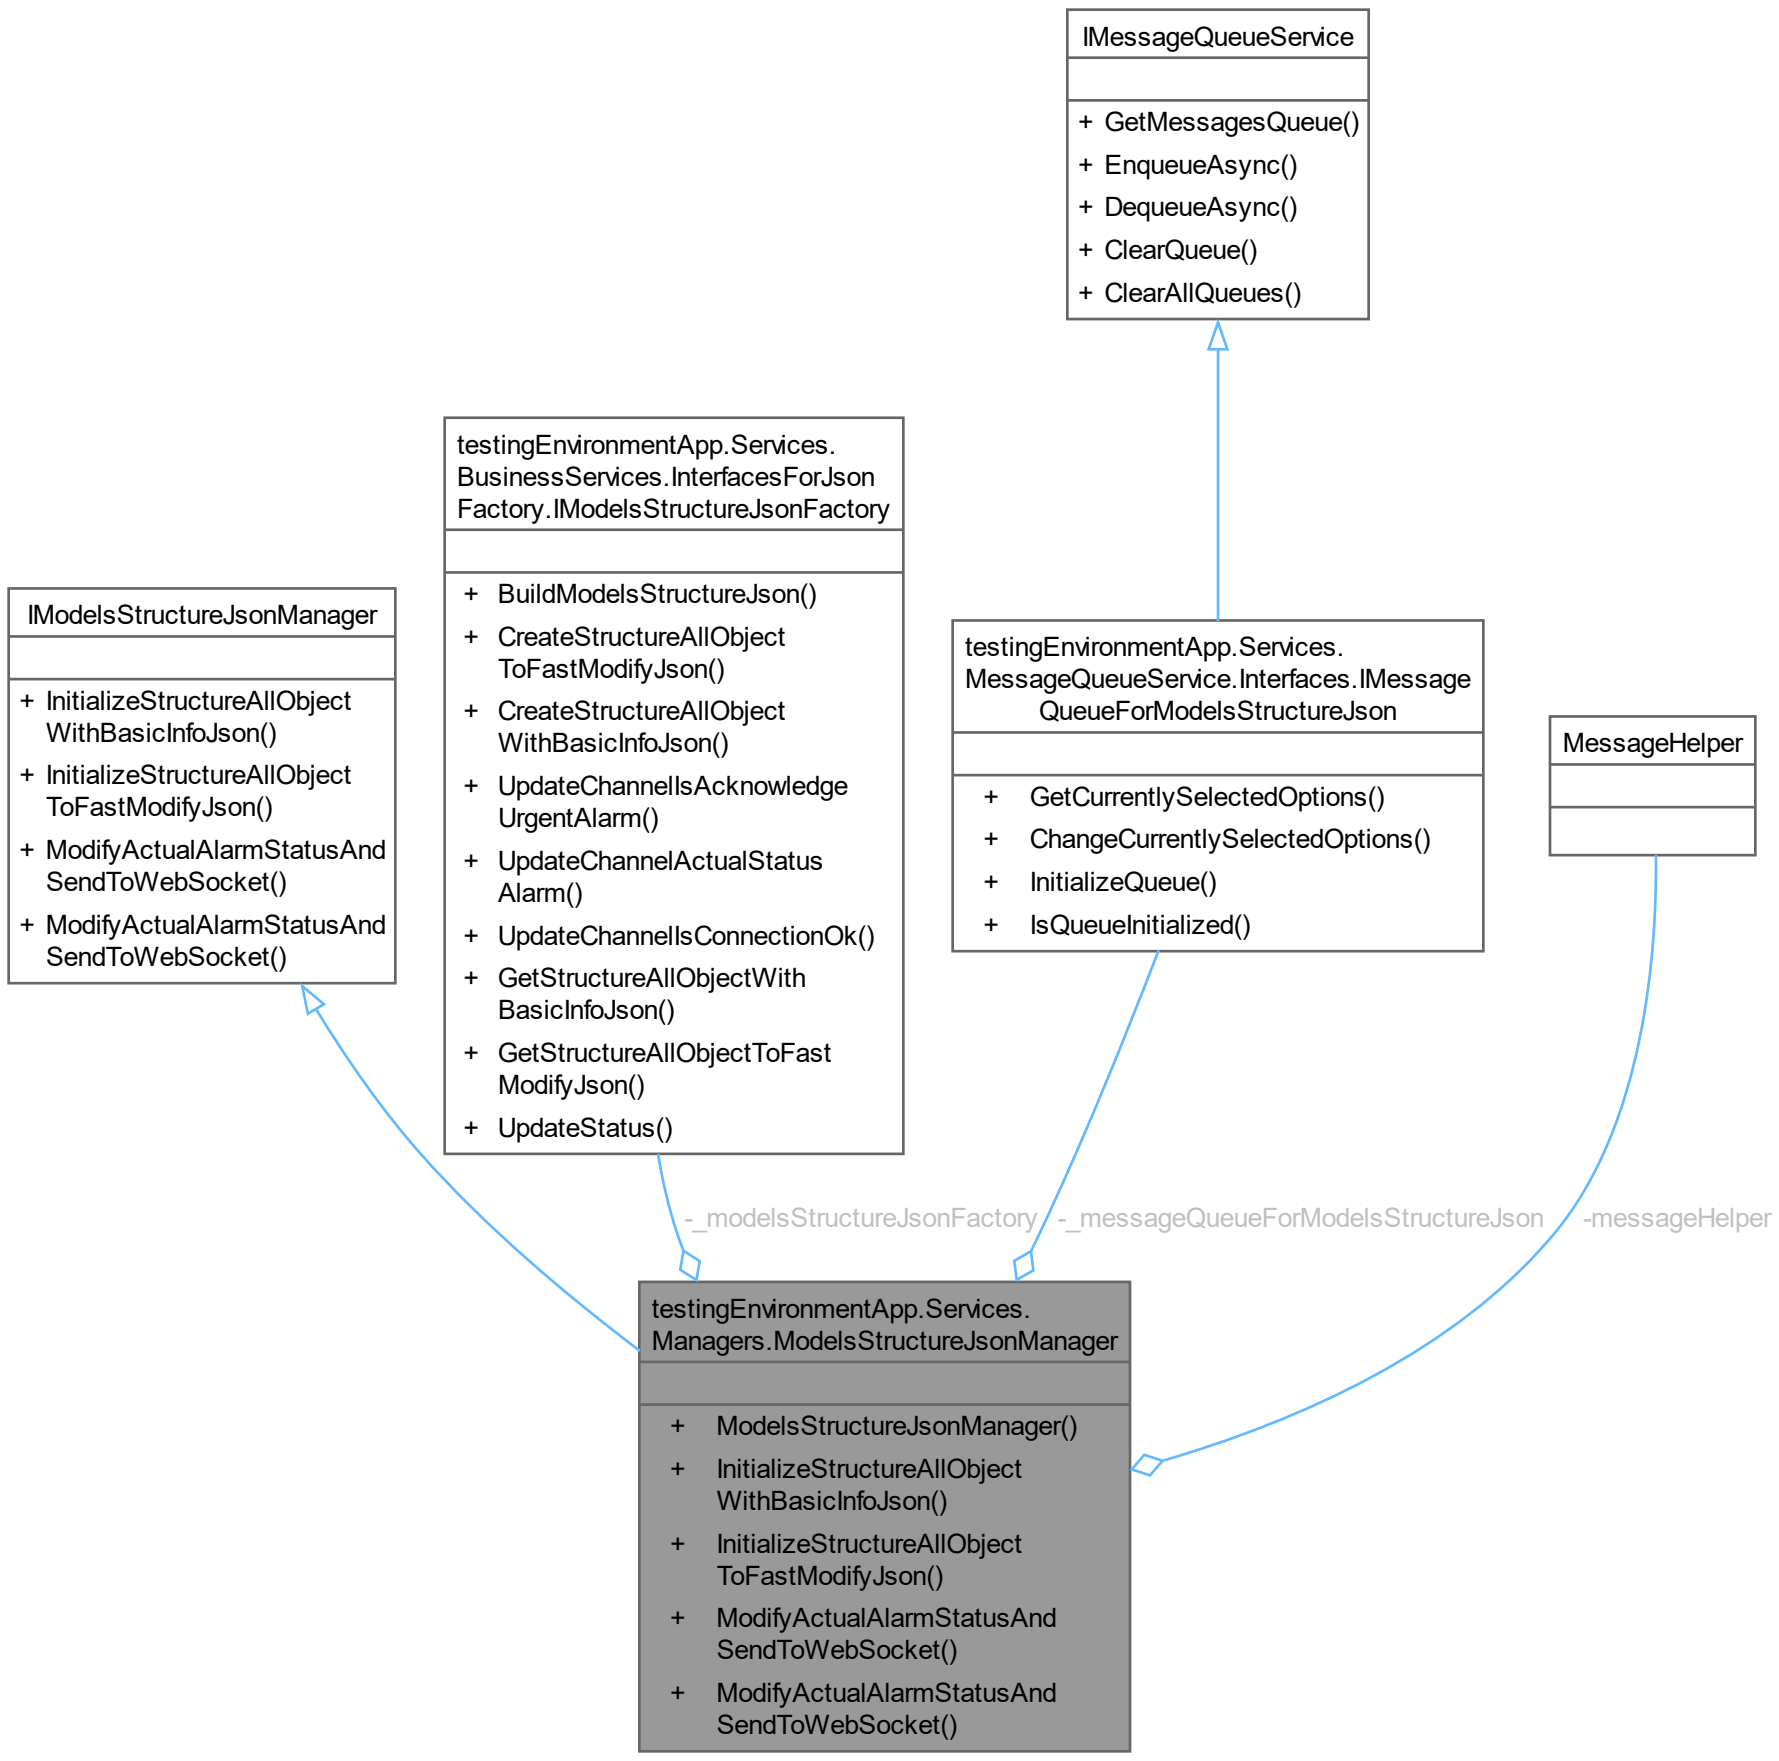 IMessageQueueService
+ GetMessagesQueue()
+ EnqueueAsync()
+ DequeueAsync()
+ ClearQueue()
+ ClearAllQueues()
testingEnvironmentApp.Services.
BusinessServices.InterfacesForJson
Factory.IModelsStructureJsonFactory
+ BuildModelsStructureJson()
+ CreateStructureAllObject
ToFastModifyJson()
+ CreateStructureAllObject
WithBasicInfoJson()
+ UpdateChannelIsAcknowledge
UrgentAlarm()
+ UpdateChannelActualStatus
Alarm()
+ UpdateChannelIsConnectionOk()
+ GetStructureAllObjectWith
BasicInfoJson()
+ GetStructureAllObjectToFast
ModifyJson()
+ UpdateStatus()
IModelsStructureJsonManager
+ InitializeStructureAllObject
WithBasicInfoJson()
+ InitializeStructureAllObject
ToFastModifyJson()
+ ModifyActualAlarmStatusAnd
SendToWebSocket()
+ ModifyActualAlarmStatusAnd
SendToWebSocket()
testingEnvironmentApp.Services.
MessageQueueService.Interfaces.IMessage
QueueForModelsStructureJson
+ GetCurrentlySelectedOptions()
+ ChangeCurrentlySelectedOptions()
+ InitializeQueue()
+ IsQueueInitialized()
MessageHelper
-_modelsStructureJsonFactory
-_messageQueueForModelsStructureJson
-messageHelper
testingEnvironmentApp.Services.
Managers.ModelsStructureJsonManager
+ ModelsStructureJsonManager()
+ InitializeStructureAllObject
WithBasicInfoJson()
+ InitializeStructureAllObject
ToFastModifyJson()
+ ModifyActualAlarmStatusAnd
SendToWebSocket()
+ ModifyActualAlarmStatusAnd
SendToWebSocket()